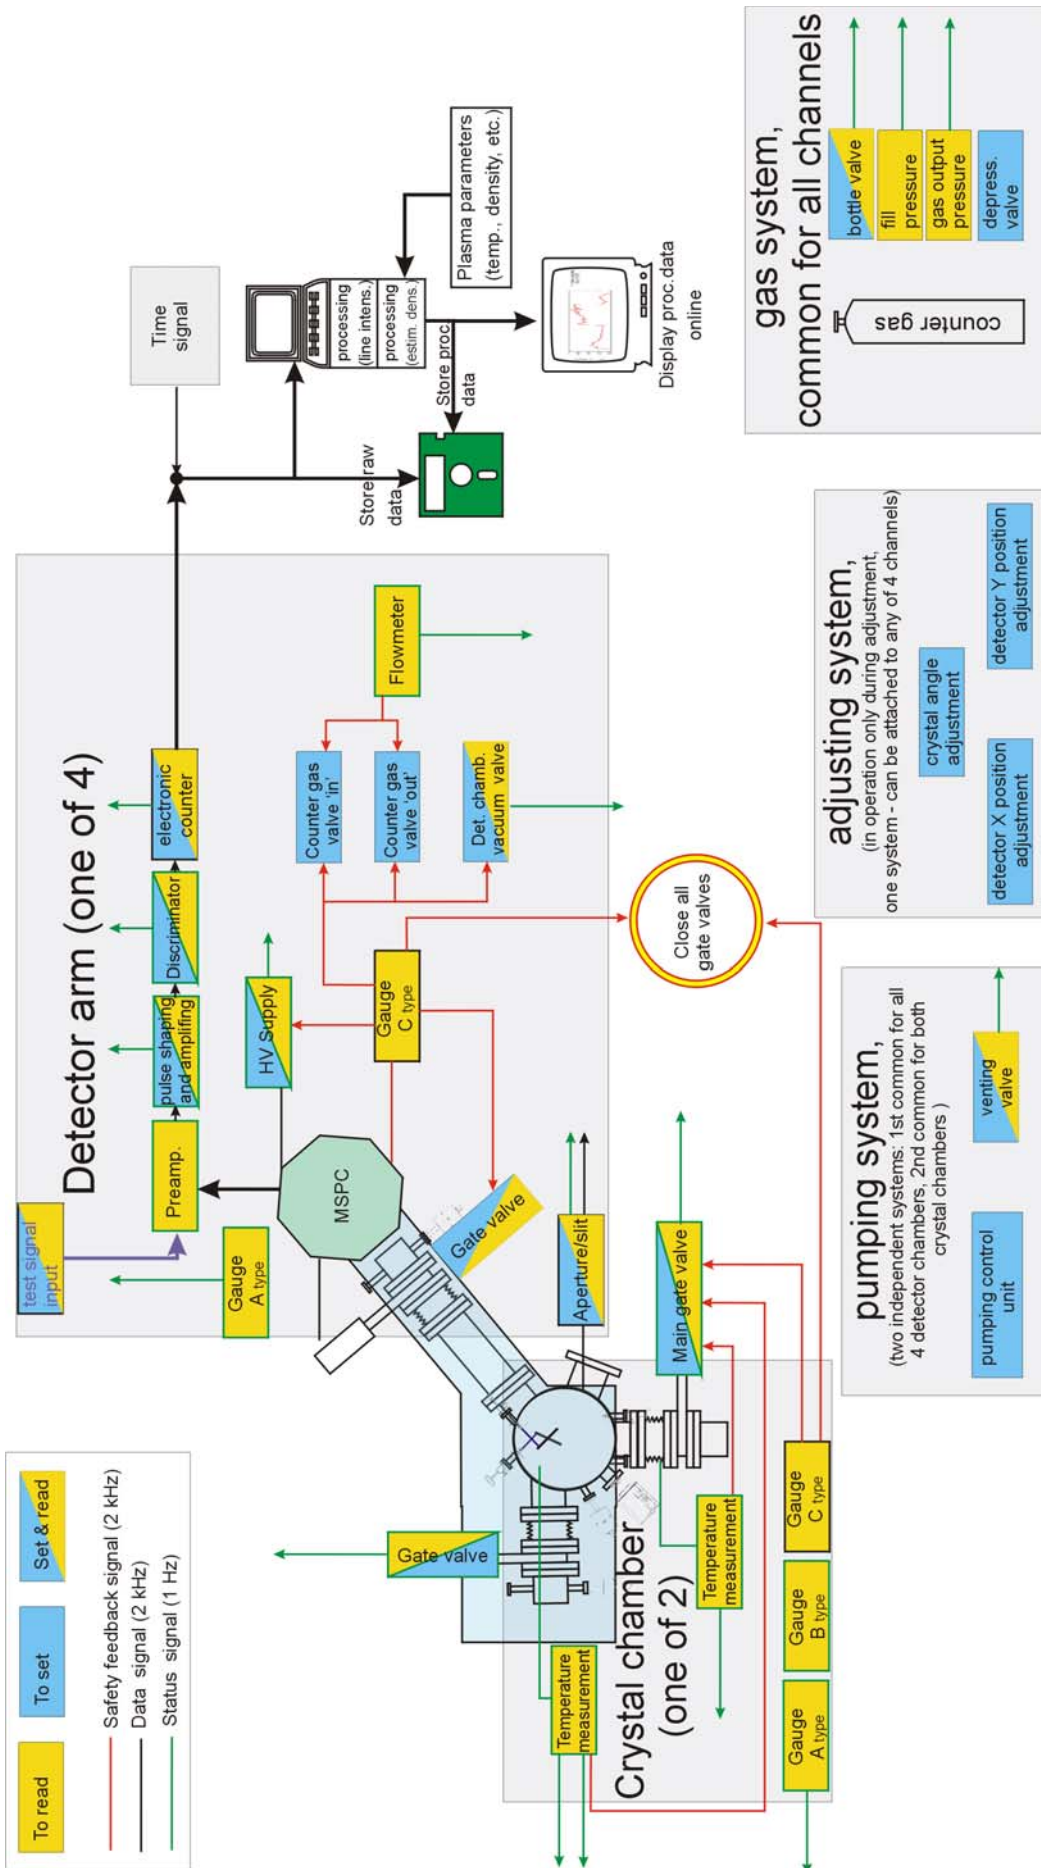 To read
To set
Set & read
Safety feedback signal (2 kHz)
Data signal (2 kHz)
Status signal (1 Hz)
Detector arm (one of 4)
test signal
input
Gauge
A type
Preamp.
pulse shaping
and amplifing
Discriminator
electronic
counter
HV Supply
MSPC
Gauge
C type
Counter gas
valve 'in'
Counter gas
valve 'out'
Det. chamb.
vacuum valve
Flowmeter
Gate valve
Aperture/slit
Time
signal
Store raw
data
processing
(line intens.)
processing
(estim. dens.)
Plasma parameters
(temp., density, etc.)
Store proc.
data
Display proc.data
online
Gate valve
Main gate valve
Close all
gate valves
Crystal chamber
(one of 2)
Temperature
measurement
Temperature
measurement
Gauge
A type
Gauge
B type
Gauge
C type
pumping system,
(two independent systems: 1st common for all
4 detector chambers, 2nd common for both
crystal chambers )
pumping control
unit
venting
valve
adjusting system,
(in operation only during adjustment,
one system - can be attached to any of 4 channels)
crystal angle
adjustment
detector X position
adjustment
detector Y position
adjustment
gas system,
common for all channels
counter gas
bottle valve
fill
pressure
gas output
pressure
depress.
valve